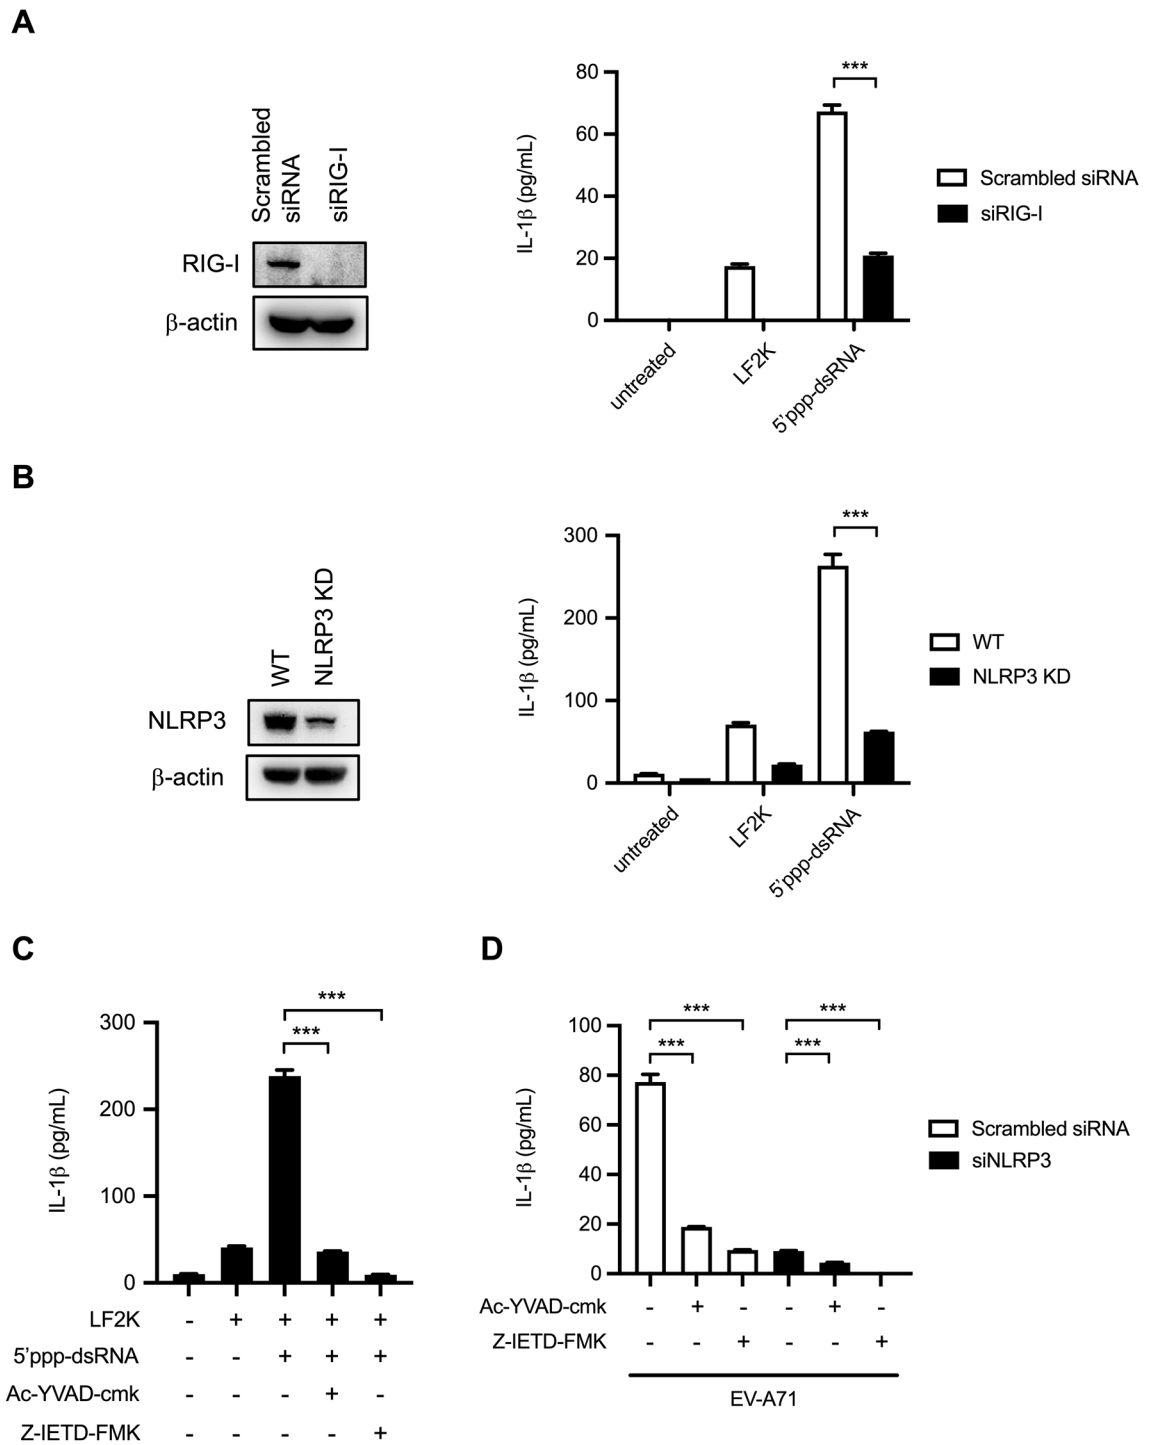 A
Scrambled
siRNA
siRIG-I
RIG-I
β-actin
IL-1β (pg/mL)
80
60
40
20
0
***
untreated
LF2K
5'ppp-dsRNA
Scrambled siRNA
siRIG-I
B
WT
NLRP3 KD
NLRP3
β-actin
IL-1β (pg/mL)
300
200
100
0
***
untreated
LF2K
5'ppp-dsRNA
WT
NLRP3 KD
C
IL-1β (pg/mL)
300
200
100
0
***
***
LF2K - + + + +
5'ppp-dsRNA - - + + +
Ac-YVAD-cmk - - - + -
Z-IETD-FMK - - - - +
D
IL-1β (pg/mL)
100
80
60
40
20
0
*** ***
*** ***
Scrambled siRNA
siNLRP3
Ac-YVAD-cmk - + - - + -
Z-IETD-FMK - - + - - +
EV-A71